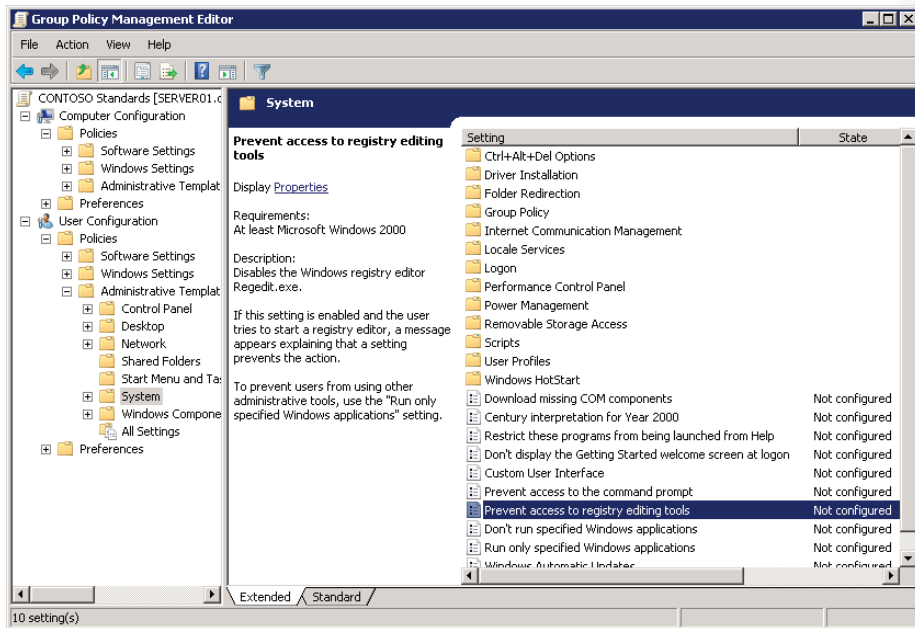 Group Policy Management Editor
File Action View Help
CONTOSO Standards [SERVER01.c
Computer Configuration
Policies
Software Settings
Windows Settings
Administrative Templat
Preferences
User Configuration
Policies
Software Settings
Windows Settings
Administrative Templat
Control Panel
Desktop
Network
Shared Folders
Start Menu and Ta
System
Windows Compone
All Settings
Preferences
System
Prevent access to registry editing
tools
Display Properties
Requirements:
At least Microsoft Windows 2000
Description:
Disables the Windows registry editor
Regedit.exe.
If this setting is enabled and the user
tries to start a registry editor, a message
appears explaining that a setting
prevents the action.
To prevent users from using other
administrative tools, use the "Run only
specified Windows applications" setting.
Setting State
Ctrl+Alt+Del Options
Driver Installation
Folder Redirection
Group Policy
Internet Communication Management
Locale Services
Logon
Performance Control Panel
Power Management
Removable Storage Access
Scripts
User Profiles
Windows HotStart
Download missing COM components Not configured
Century interpretation for Year 2000 Not configured
Restrict these programs from being launched from Help Not configured
Don't display the Getting Started welcome screen at logon Not configured
Custom User Interface Not configured
Prevent access to the command prompt Not configured
Prevent access to registry editing tools Not configured
Don't run specified Windows applications Not configured
Run only specified Windows applications Not configured
Windows Automatic Updates Not configured
Extended Standard
10 setting(s)